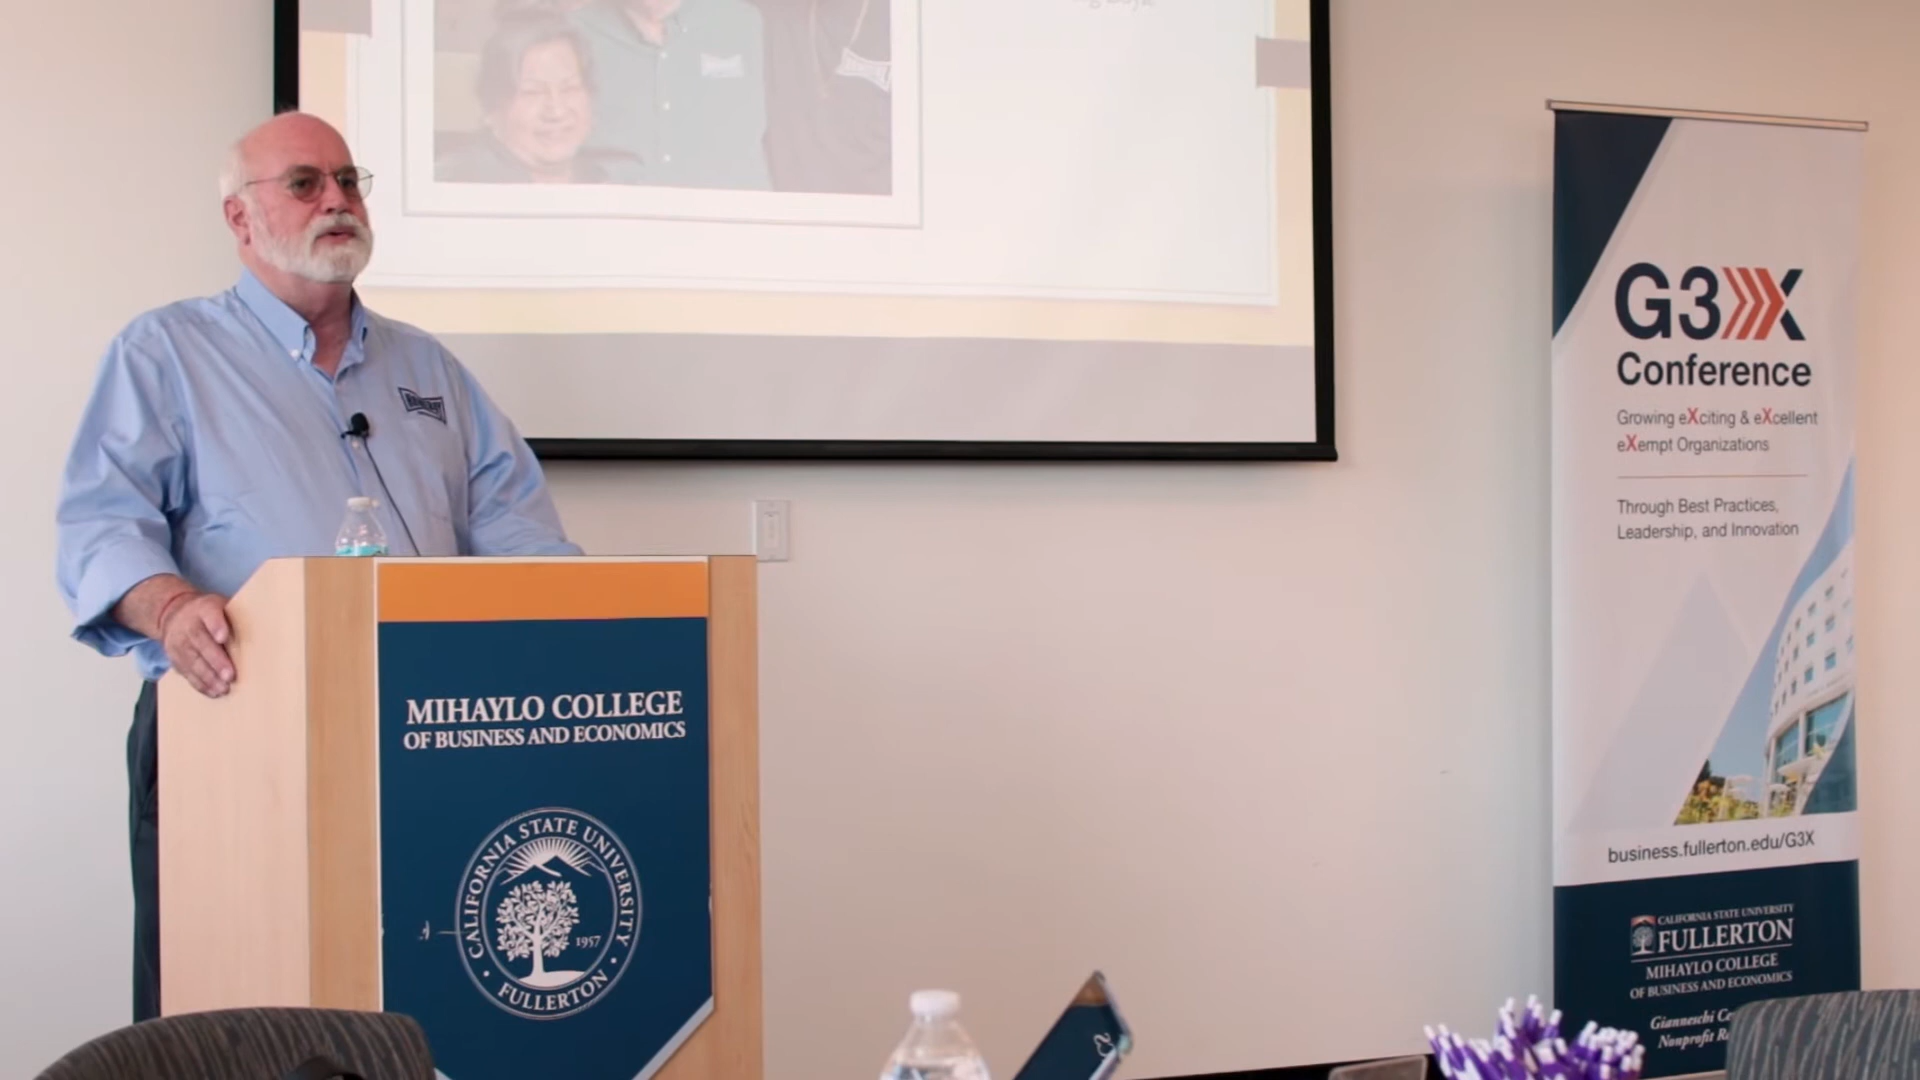 G3X
Conference
Growing eXciting & eXcellent
eXempt Organizations
Through Best Practices,
Leadership, and Innovation
business.fullerton.edu/G3X
CALIFORNIA STATE UNIVERSITY
FULLERTON
MIHAYLO COLLEGE
OF BUSINESS AND ECONOMICS
Gianneschi
Nonprofit
MIHAYLO COLLEGE
OF BUSINESS AND ECONOMICS
CALIFORNIA STATE UNIVERSITY
1957
FULLERTON